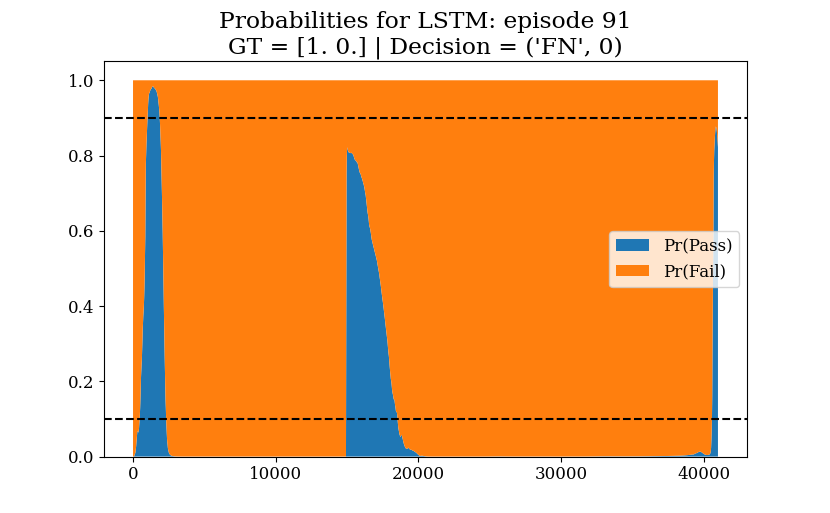 Probabilities for LSTM: episode 91
GT = [1. 0.] | Decision = ('FN', 0)
1.0
0.8
0.6
0.4
0.2
0.0
Pr(Pass)
Pr(Fail)
0
10000
20000
30000
40000